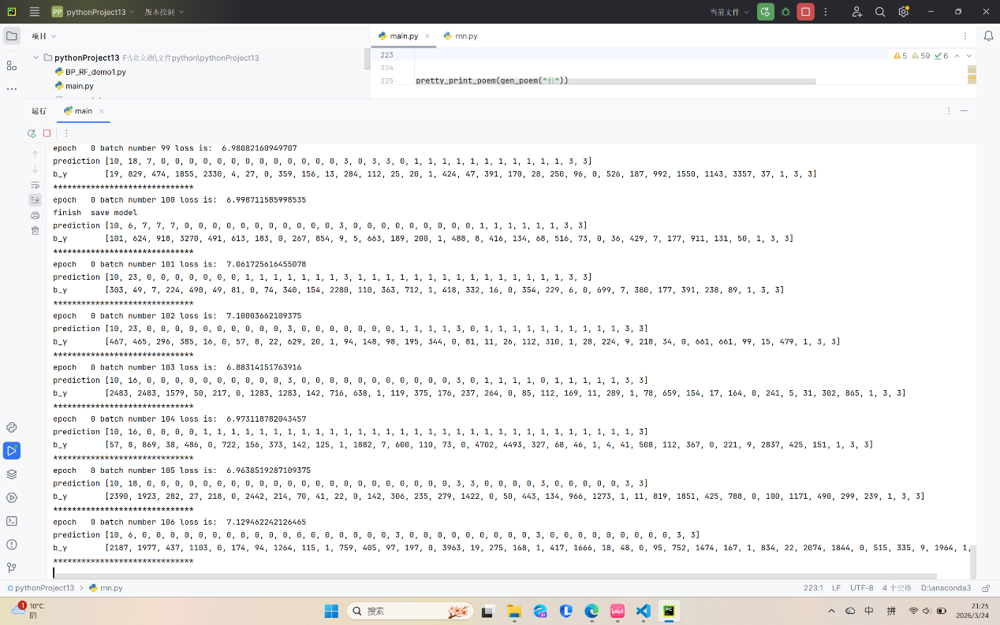 PP pythonProject13 版本控制 当前文件
项目
main.py rnn.py
pythonProject13 F:\袁立勋\文件python\pythonProject13
BP_RF_demo1.py
main.py
223
224
225 pretty_print_poem(gen_poem("日"))
5 59 6
运行 main
epoch 0 batch number 99 loss is: 6.98082160949707
prediction [10, 18, 7, 0, 0, 0, 0, 0, 0, 0, 0, 0, 0, 0, 0, 0, 0, 3, 0, 3, 3, 0, 1, 1, 1, 1, 1, 1, 1, 1, 1, 1, 1, 3, 3]
b_y [19, 829, 474, 1855, 2330, 4, 27, 0, 359, 156, 13, 284, 112, 25, 20, 1, 424, 47, 391, 170, 28, 250, 96, 0, 526, 187, 992, 1550, 1143, 3357, 37, 1, 3, 3]
******************************
epoch 0 batch number 100 loss is: 6.998711585998535
finish save model
prediction [10, 6, 7, 7, 7, 0, 0, 0, 0, 0, 0, 0, 0, 0, 0, 0, 3, 0, 0, 0, 0, 0, 0, 0, 0, 0, 1, 1, 1, 1, 1, 1, 3, 3]
b_y [101, 624, 918, 3270, 491, 613, 183, 0, 267, 854, 9, 5, 663, 189, 200, 1, 488, 8, 416, 134, 68, 516, 73, 0, 36, 429, 7, 177, 911, 131, 50, 1, 3, 3]
******************************
epoch 0 batch number 101 loss is: 7.061725616455078
prediction [10, 23, 0, 0, 0, 0, 0, 0, 0, 1, 1, 1, 1, 1, 1, 1, 3, 1, 1, 1, 1, 1, 1, 1, 1, 1, 1, 1, 1, 1, 1, 1, 3, 3]
b_y [303, 49, 7, 224, 490, 49, 81, 0, 74, 340, 154, 2280, 110, 363, 712, 1, 418, 332, 16, 0, 354, 229, 6, 0, 699, 7, 380, 177, 391, 238, 89, 1, 3, 3]
******************************
epoch 0 batch number 102 loss is: 7.10003662109375
prediction [10, 23, 0, 0, 0, 0, 0, 0, 0, 0, 0, 0, 3, 0, 0, 0, 0, 0, 0, 0, 1, 1, 1, 1, 3, 0, 1, 1, 1, 1, 1, 1, 1, 1, 1, 1, 3, 3]
b_y [467, 465, 296, 385, 16, 0, 57, 8, 22, 629, 20, 1, 94, 148, 98, 195, 344, 0, 81, 11, 26, 112, 310, 1, 28, 224, 9, 218, 34, 0, 661, 661, 99, 15, 479, 1, 3, 3]
******************************
epoch 0 batch number 103 loss is: 6.88314151763916
prediction [10, 16, 0, 0, 0, 0, 0, 0, 0, 0, 0, 0, 3, 0, 0, 0, 0, 0, 0, 0, 0, 0, 0, 0, 3, 0, 1, 1, 1, 0, 1, 1, 1, 1, 1, 3, 3]
b_y [2483, 2483, 1579, 50, 217, 0, 1283, 1283, 142, 716, 638, 1, 119, 375, 176, 237, 264, 0, 85, 112, 169, 11, 289, 1, 78, 659, 154, 17, 164, 0, 241, 5, 31, 302, 865, 1, 3, 3]
******************************
epoch 0 batch number 104 loss is: 6.973118782043457
prediction [10, 16, 0, 0, 0, 0, 1, 1, 1, 1, 1, 1, 1, 1, 1, 1, 1, 1, 1, 1, 1, 1, 1, 1, 1, 1, 1, 1, 1, 1, 1, 1, 1, 1, 1, 1, 1, 3]
b_y [57, 8, 869, 38, 486, 0, 722, 156, 373, 142, 125, 1, 1882, 7, 600, 110, 73, 0, 4702, 4493, 327, 68, 46, 1, 4, 41, 508, 112, 367, 0, 221, 9, 2837, 425, 151, 1, 3, 3]
******************************
epoch 0 batch number 105 loss is: 6.9638519287109375
prediction [10, 18, 0, 0, 0, 0, 0, 0, 0, 0, 0, 0, 0, 0, 0, 0, 0, 0, 0, 0, 0, 0, 0, 0, 3, 3, 0, 0, 0, 0, 3, 0, 0, 0, 0, 0, 3, 3]
b_y [2390, 1923, 282, 27, 218, 0, 2442, 214, 70, 41, 22, 0, 142, 306, 235, 279, 1422, 0, 50, 443, 134, 966, 1273, 1, 11, 819, 1851, 425, 788, 0, 100, 1171, 490, 299, 239, 1, 3, 3]
******************************
epoch 0 batch number 106 loss is: 7.129462242126465
prediction [10, 6, 0, 0, 0, 0, 0, 0, 0, 0, 0, 0, 0, 0, 0, 0, 0, 0, 0, 0, 3, 0, 0, 0, 0, 0, 0, 0, 0, 0, 3, 0, 0, 0, 0, 0, 0, 0, 0, 0, 3, 3]
b_y [2187, 1977, 437, 1103, 0, 174, 94, 1264, 115, 1, 759, 405, 97, 197, 0, 3963, 19, 275, 168, 1, 417, 1666, 18, 48, 0, 95, 752, 1474, 167, 1, 834, 22, 2074, 1844, 0, 515, 335, 9, 1964, 1,
******************************
pythonProject13 rnn.py 223:1 LF UTF-8 4 个空格 D:\anaconda3
1 10°C
阴
搜索
中 拼
21:25
2026/3/24